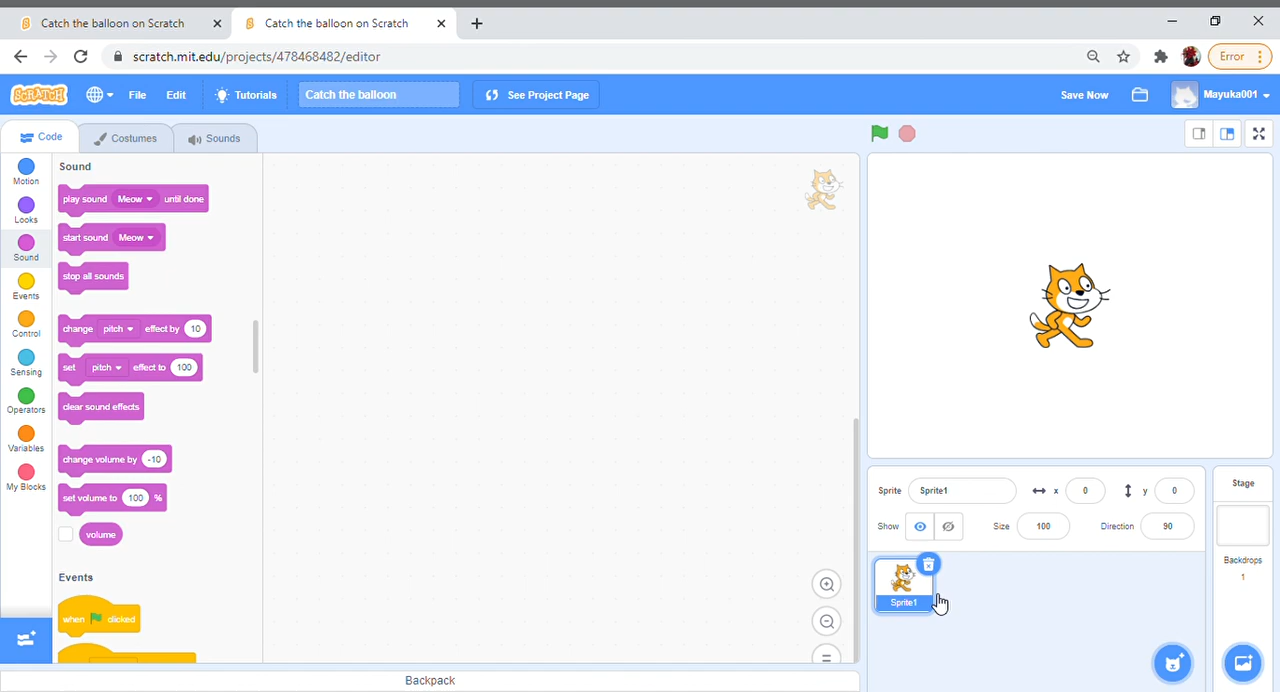 Catch the balloon on Scratch
Catch the balloon on Scratch
scratch.mit.edu/projects/478468482/editor
Error
SCRATCH
File
Edit
Tutorials
Catch the balloon
See Project Page
Save Now
Mayuka001
Code
Costumes
Sounds
Motion
Looks
Sound
Events
Control
Sensing
Operators
Variables
My Blocks
Sound
play sound Meow until done
start sound Meow
stop all sounds
change pitch effect by 10
set pitch effect to 100
clear sound effects
change volume by -10
set volume to 100 %
volume
Events
when clicked
Sprite Sprite1 x 0 y 0
Show Size 100 Direction 90
Sprite1
Stage
Backdrops
1
Backpack